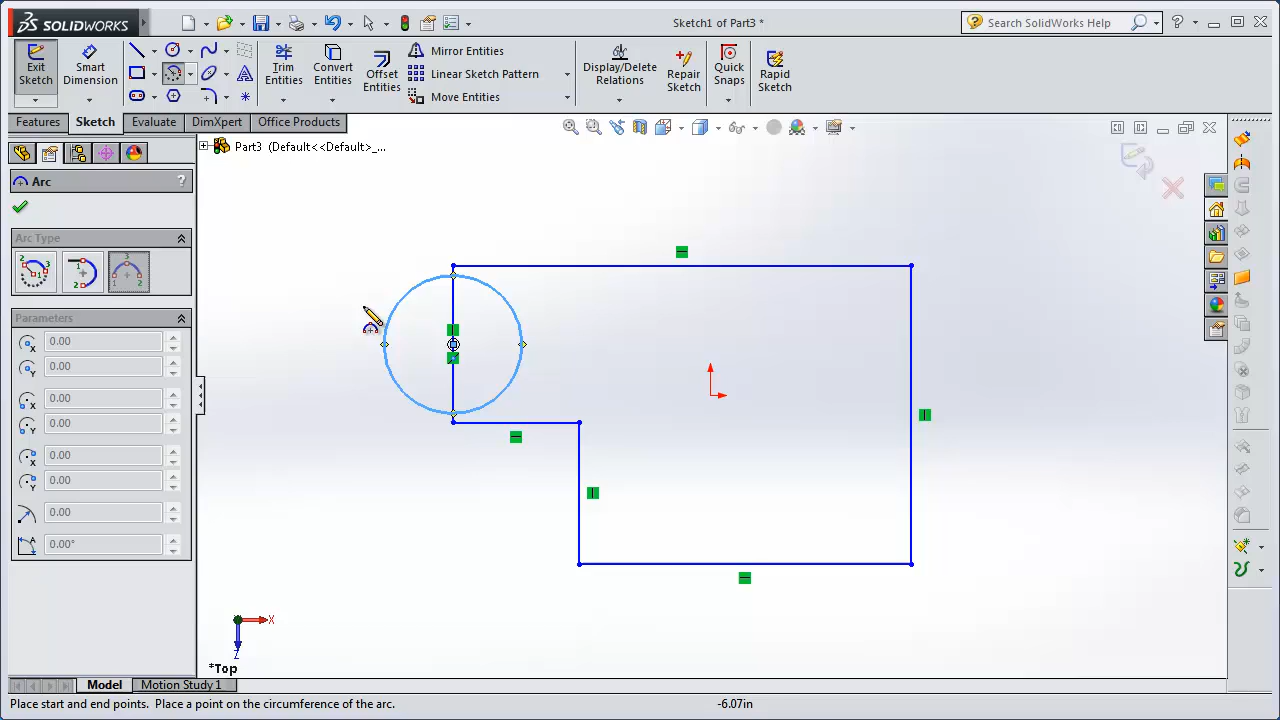 SOLIDWORKS
Sketch1 of Part3 *
Search SolidWorks Help
Exit Sketch
Smart Dimension
Trim Entities
Convert Entities
Offset Entities
Mirror Entities
Linear Sketch Pattern
Move Entities
Display/Delete Relations
Repair Sketch
Quick Snaps
Rapid Sketch
Features
Sketch
Evaluate
DimXpert
Office Products
Part3 (Default<<Default>_...
Arc
?
Arc Type
Parameters
0.00
0.00
0.00
0.00
0.00
0.00
0.00
0.00°
X
Z
*Top
Model
Motion Study 1
Place start and end points. Place a point on the circumference of the arc.
-6.07in